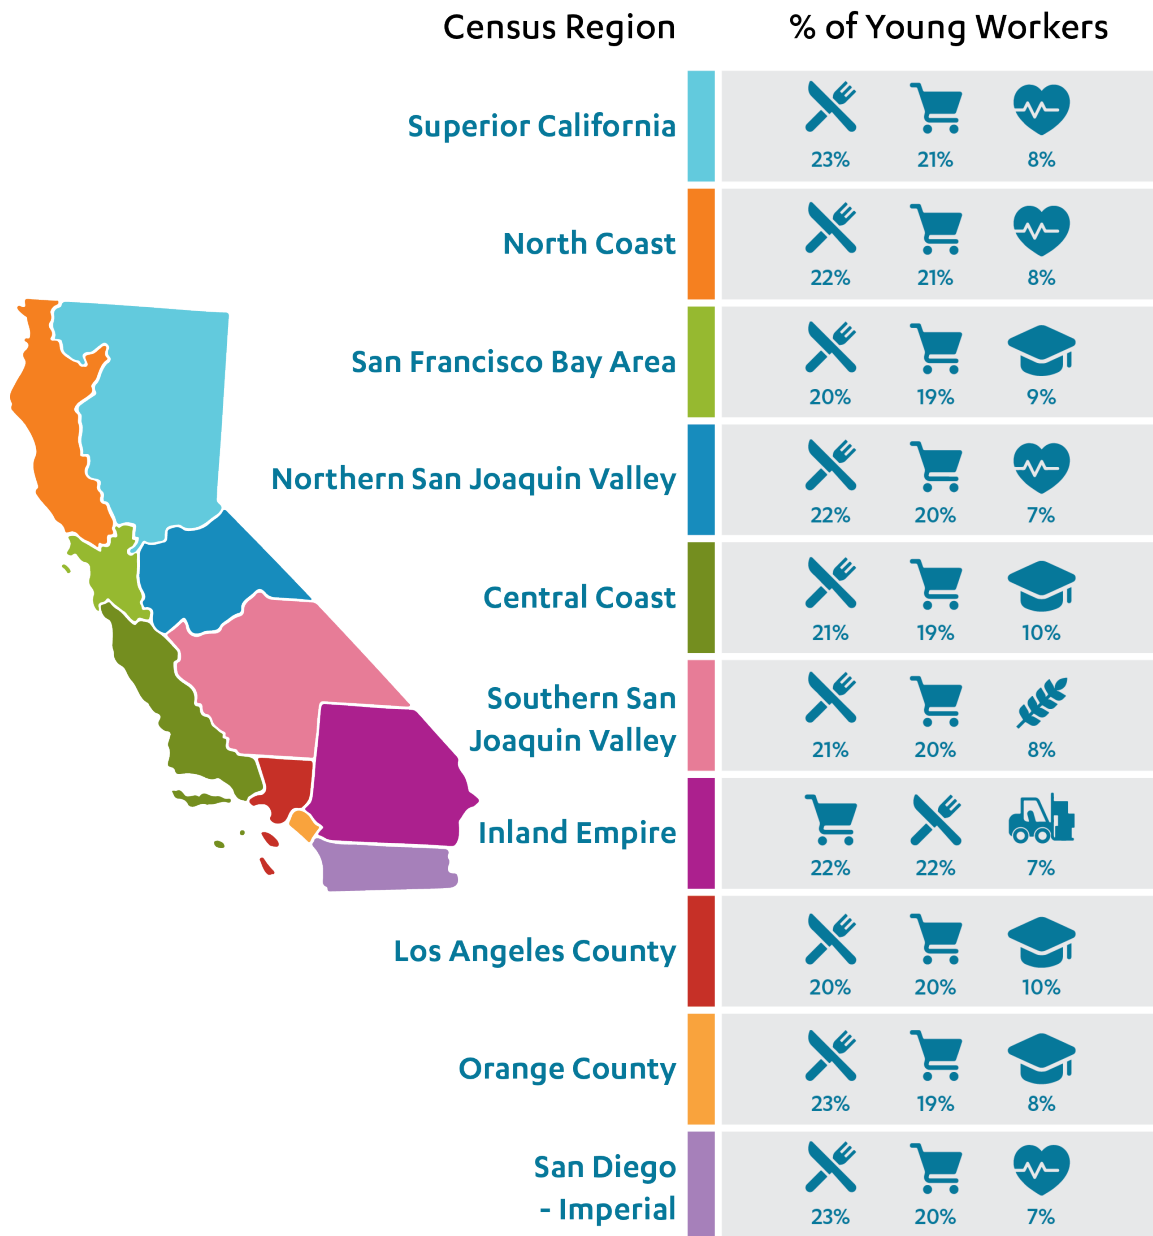 Census Region % of Young Workers
Superior California
23% 21% 8%
North Coast
22% 21% 8%
San Francisco Bay Area
20% 19% 9%
Northern San Joaquin Valley
22% 20% 7%
Central Coast
21% 19% 10%
Southern San
Joaquin Valley
21% 20% 8%
Inland Empire
22% 22% 7%
Los Angeles County
20% 20% 10%
Orange County
23% 19% 8%
San Diego
- Imperial
23% 20% 7%